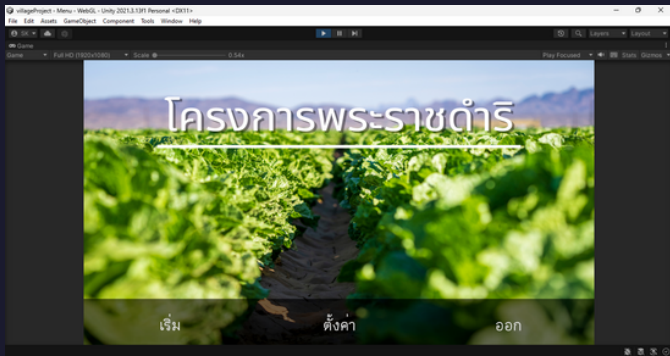 villageProject - Menu - WebGL - Unity 2021.3.13f1 Personal <DX11>
File Edit Assets GameObject Component Tools Window Help
SK Layers Layout
Game
Game Full HD (1920x1080) Scale 0.54x Play Focused Stats Gizmos
โครงการพระราชดำริ
เริ่ม ตั้งค่า ออก